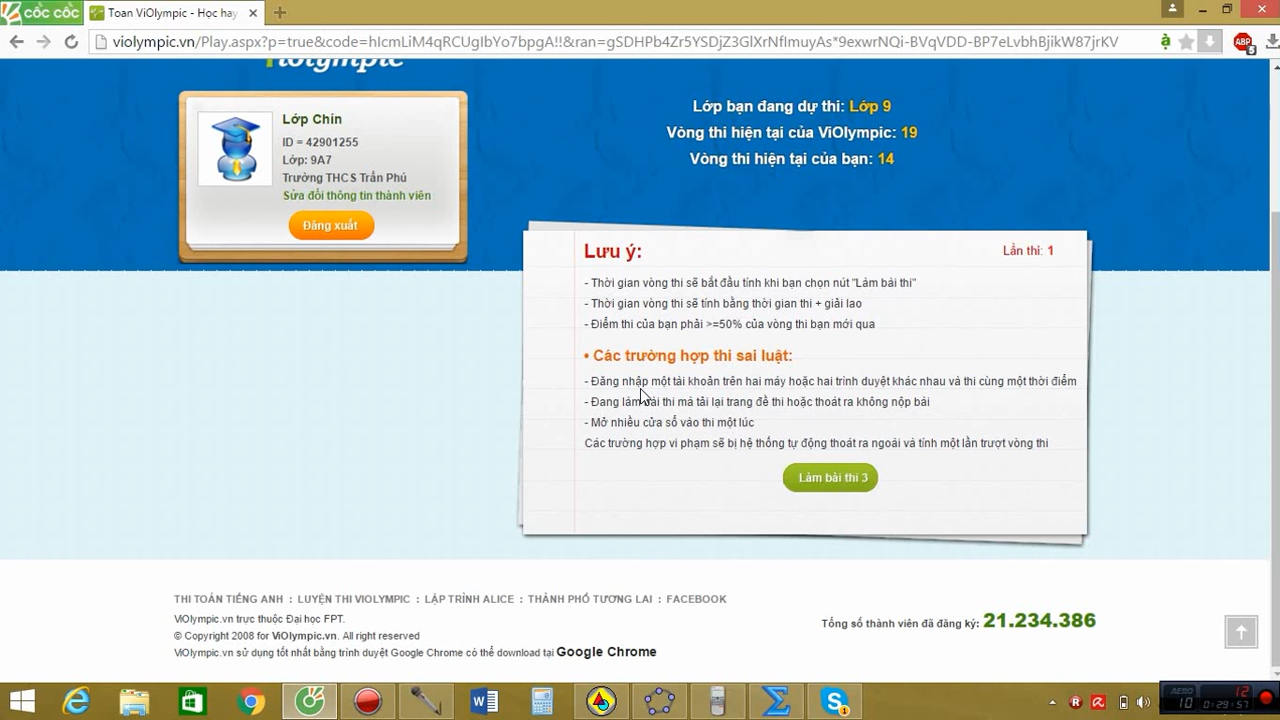 cốc cốc
Toan ViOlympic - Học hay
violympic.vn/Play.aspx?p=true&code=hIcmLiM4qRCUgIbYo7bpgA!!&ran=gSDHPb4Zr5YSDjZ3GlXrNfImuyAs*9exwrNQi-BVqVDD-BP7eLvbhBjikW87jrKV
ABP
5
Violympic
Lớp Chín
ID = 42901255
Lớp: 9A7
Trường THCS Trần Phú
Sửa đổi thông tin thành viên
Đăng xuất
Lớp bạn đang dự thi: Lớp 9
Vòng thi hiện tại của ViOlympic: 19
Vòng thi hiện tại của bạn: 14
Lưu ý:
Lần thi: 1
- Thời gian vòng thi sẽ bắt đầu tính khi bạn chọn nút "Làm bài thi"
- Thời gian vòng thi sẽ tính bằng thời gian thi + giải lao
- Điểm thi của bạn phải >=50% của vòng thi bạn mới qua
• Các trường hợp thi sai luật:
- Đăng nhập một tài khoản trên hai máy hoặc hai trình duyệt khác nhau và thi cùng một thời điểm
- Đang làm bài thi mà tải lại trang đề thi hoặc thoát ra không nộp bài
- Mở nhiều cửa sổ vào thi một lúc
Các trường hợp vi phạm sẽ bị hệ thống tự động thoát ra ngoài và tính một lần trượt vòng thi
Làm bài thi 3
THI TOÁN TIẾNG ANH : LUYỆN THI VIOLYMPIC : LẬP TRÌNH ALICE : THÀNH PHỐ TƯƠNG LAI : FACEBOOK
ViOlympic.vn trực thuộc Đại học FPT.
© Copyright 2008 for ViOlympic.vn. All right reserved
ViOlympic.vn sử dụng tốt nhất bằng trình duyệt Google Chrome có thể download tại Google Chrome
Tổng số thành viên đã đăng ký: 21.234.386
AERO
10
12
0:29:57